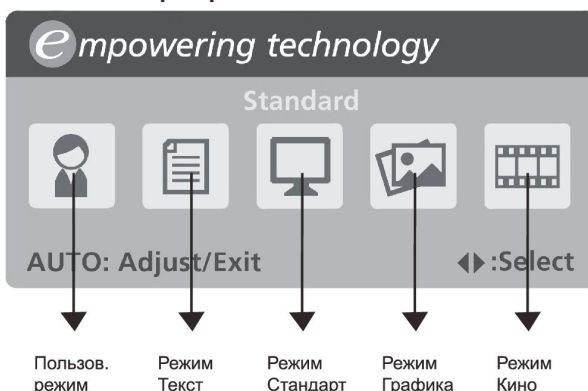 empowering technology
Standard
AUTO: Adjust/Exit ◀▶:Select
Пользов. Режим Режим Режим Режим
режим Текст Стандарт Графика Кино